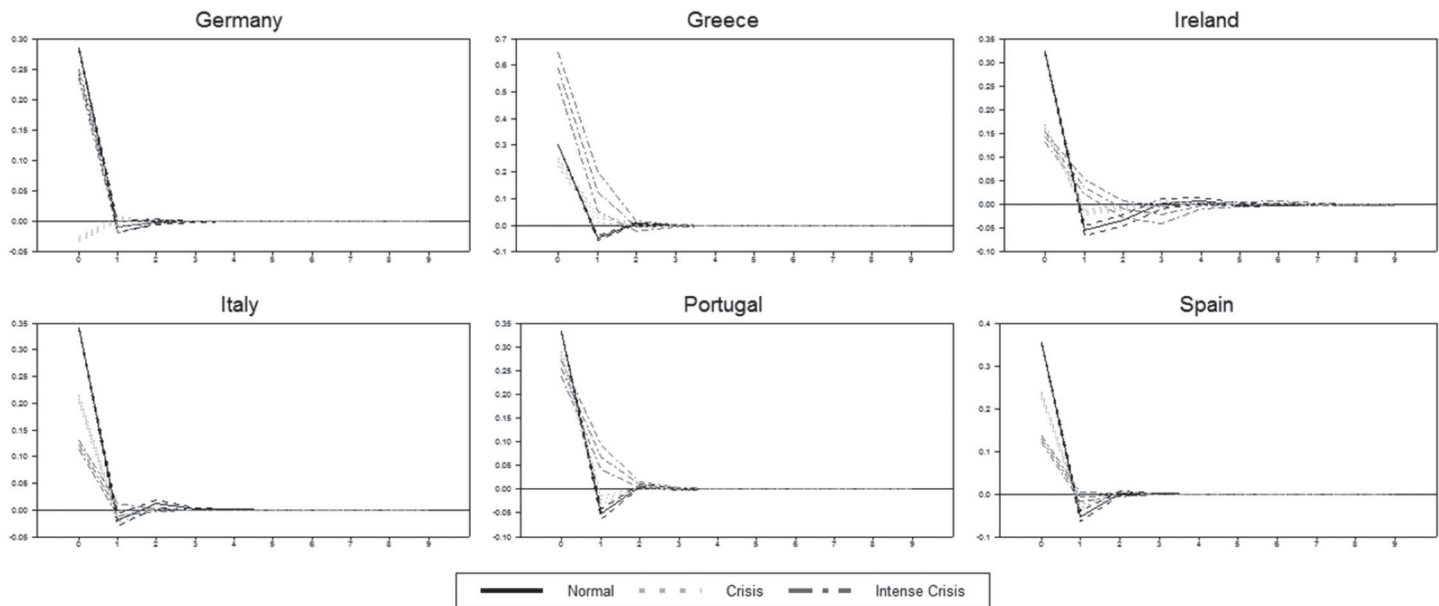 Germany Greece Ireland
0.30 0.7 0.35
0.25 0.6 0.30
0.20 0.5 0.25
0.15 0.4 0.20
0.10 0.3 0.15
0.05 0.2 0.10
0.00 0.1 0.05
-0.05 0.0 0.00
-0.1 -0.05
-0.10
0 1 2 3 4 5 6 7 8 9 0 1 2 3 4 5 6 7 8 9 0 1 2 3 4 5 6 7 8 9
Italy Portugal Spain
0.35 0.35 0.4
0.30 0.30 0.3
0.25 0.25 0.2
0.20 0.20 0.1
0.15 0.15 0.0
0.10 0.10 -0.1
0.05 0.05
0.00 0.00
-0.05 -0.05
-0.10
0 1 2 3 4 5 6 7 8 9 0 1 2 3 4 5 6 7 8 9 0 1 2 3 4 5 6 7 8 9
Normal Crisis Intense Crisis